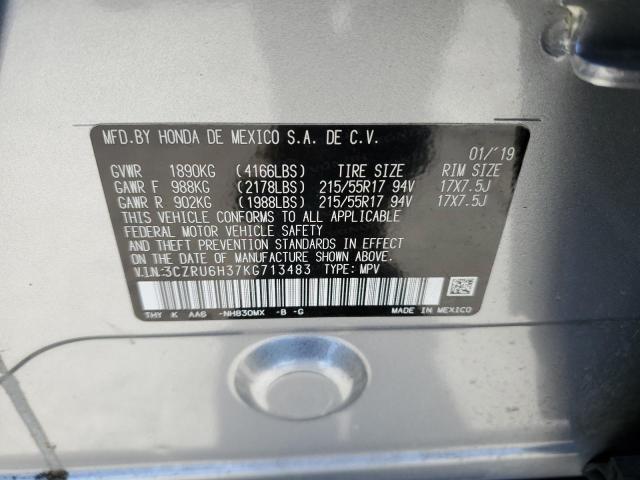 MFD.BY HONDA DE MEXICO S.A. DE C.V.
01/'19
GVWR 1890KG (4166LBS) TIRE SIZE RIM SIZE
GAWR F 988KG (2178LBS) 215/55R17 94V 17X7.5J
GAWR R 902KG (1988LBS) 215/55R17 94V 17X7.5J
THIS VEHICLE CONFORMS TO ALL APPLICABLE
FEDERAL MOTOR VEHICLE SAFETY
AND THEFT PREVENTION STANDARDS IN EFFECT
ON THE DATE OF MANUFACTURE SHOWN ABOVE.
V.I.N:3CZRU6H37KG713483 TYPE: MPV
THY K AAS -NH830MX -B -G MADE IN MEXICO